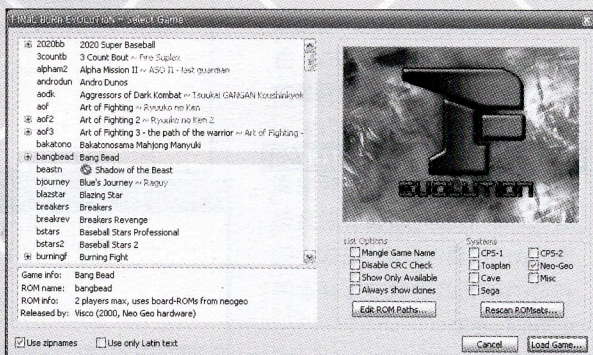 FINAL BURN EVOLUTION ~ Select Game
2020bb 2020 Super Baseball
3countb 3 Count Bout ~ Fire Suplex
alpham2 Alpha Mission II ~ ASO II - last guardian
androdun Andro Dunos
aodk Aggressors of Dark Kombat ~ Tsuukai GANGAN Koushinkyok
aof Art of Fighting ~ Ryuuko no Ken
aof2 Art of Fighting 2 ~ Ryuuko no Ken 2
aof3 Art of Fighting 3 - the path of the warrior ~ Art of Fighting -
bakatono Bakatonosama Mahjong Manyuki
bangbead Bang Bead
beastn Shadow of the Beast
bjourney Blue's Journey ~ Raguy
blazstar Blazing Star
breakers Breakers
breakrev Breakers Revenge
bstars Baseball Stars Professional
bstars2 Baseball Stars 2
burningf Burning Fight
Game info: Bang Bead
ROM name: bangbead
ROM info: 2 players max, uses board-ROMs from neogeo
Released by: Visco (2000, Neo Geo hardware)
Use zipnames Use only Latin text
EVOLUTION
List Options
Mangle Game Name
Disable CRC Check
Show Only Available
Always show clones
Edit ROM Paths...
Systems
CPS-1 CPS-2
Toaplan Neo-Geo
Cave Misc
Sega
Rescan ROMsets...
Cancel Load Game...